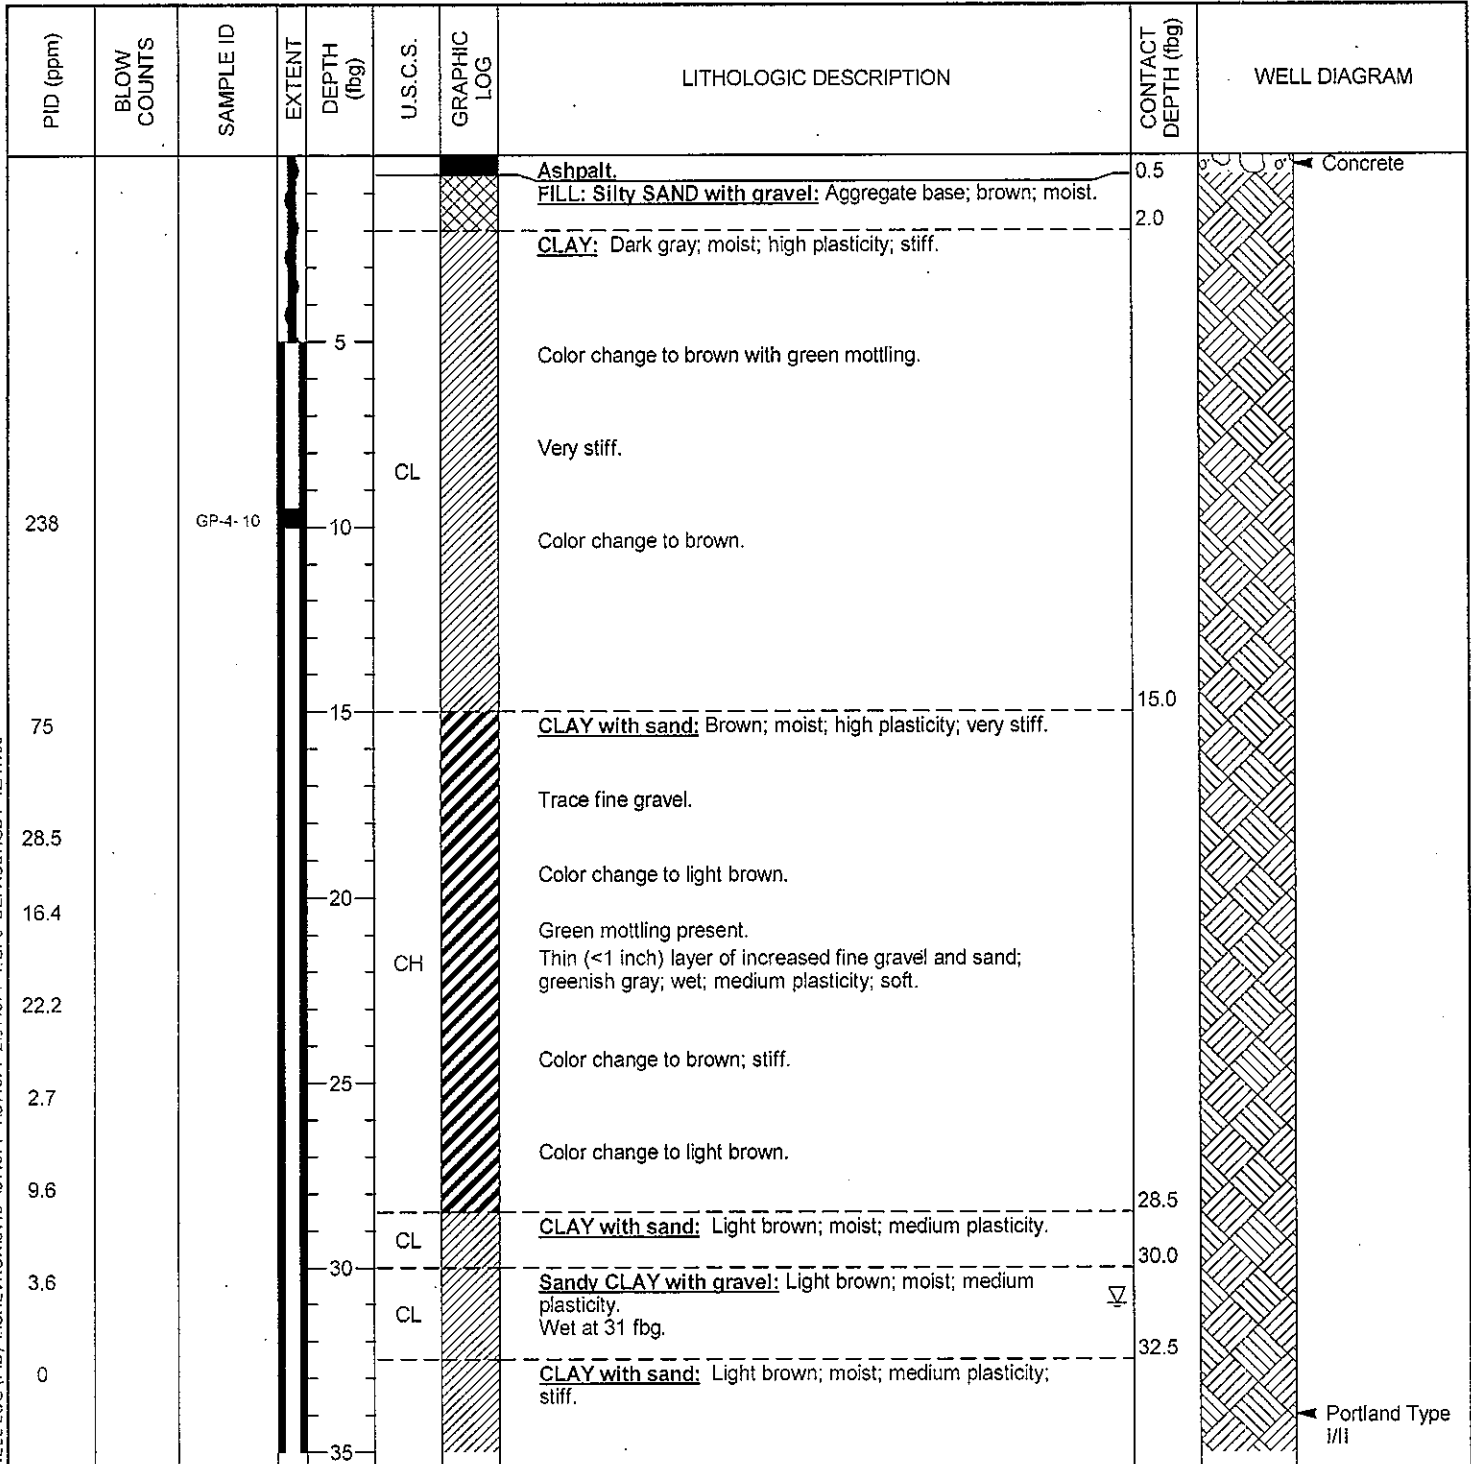 PID (ppm)
BLOW
COUNTS
SAMPLE ID
EXTENT
DEPTH
(fbg)
U.S.C.S.
GRAPHIC
LOG
LITHOLOGIC DESCRIPTION
CONTACT
DEPTH (fbg)
WELL DIAGRAM
Ashpalt.
0.5
Concrete
FILL: Silty SAND with gravel: Aggregate base; brown; moist.
2.0
CLAY: Dark gray; moist; high plasticity; stiff.
5
Color change to brown with green mottling.
Very stiff.
CL
238
GP-4-10
10
Color change to brown.
15.0
15
75
CLAY with sand: Brown; moist; high plasticity; very stiff.
Trace fine gravel.
28.5
Color change to light brown.
20
16.4
Green mottling present.
CH
Thin (<1 inch) layer of increased fine gravel and sand;
greenish gray; wet; medium plasticity; soft.
22.2
Color change to brown; stiff.
25
2.7
Color change to light brown.
9.6
28.5
CL
CLAY with sand: Light brown; moist; medium plasticity.
30.0
30
3.6
Sandy CLAY with gravel: Light brown; moist; medium
plasticity.
CL
Wet at 31 fbg.
32.5
0
CLAY with sand: Light brown; moist; medium plasticity;
stiff.
Portland Type
I/II
35